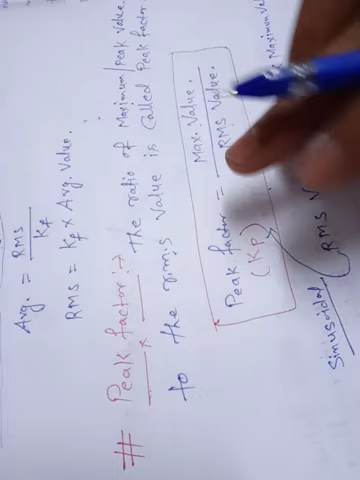 Avg. = RMS / Kf
RMS = Kf × Avg. Value.
# Peak factor:→ the ratio of Maximum/Peak Value
to the r.m.s Value is Called Peak factor.
Peak factor = Max. Value. / RMS Value.
(Kp)
Maximum Val
Sinusoidal RMS V